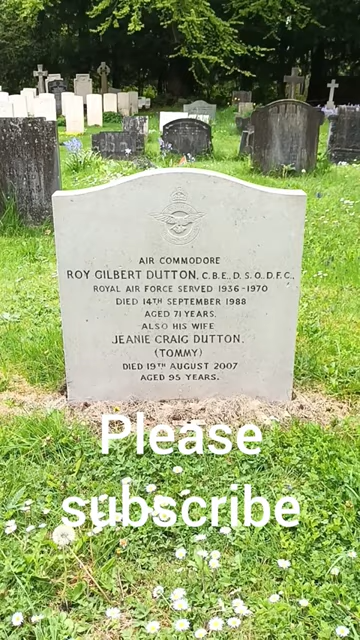 AIR COMMODORE
ROY GILBERT DUTTON, C.B.E., D.S.O., D.F.C.,
ROYAL AIR FORCE SERVED 1936-1970
DIED 14TH SEPTEMBER 1988
AGED 71 YEARS.
ALSO HIS WIFE
JEANIE CRAIG DUTTON.
(TOMMY)
DIED 19TH AUGUST 2007
AGED 95 YEARS.
Please
subscribe